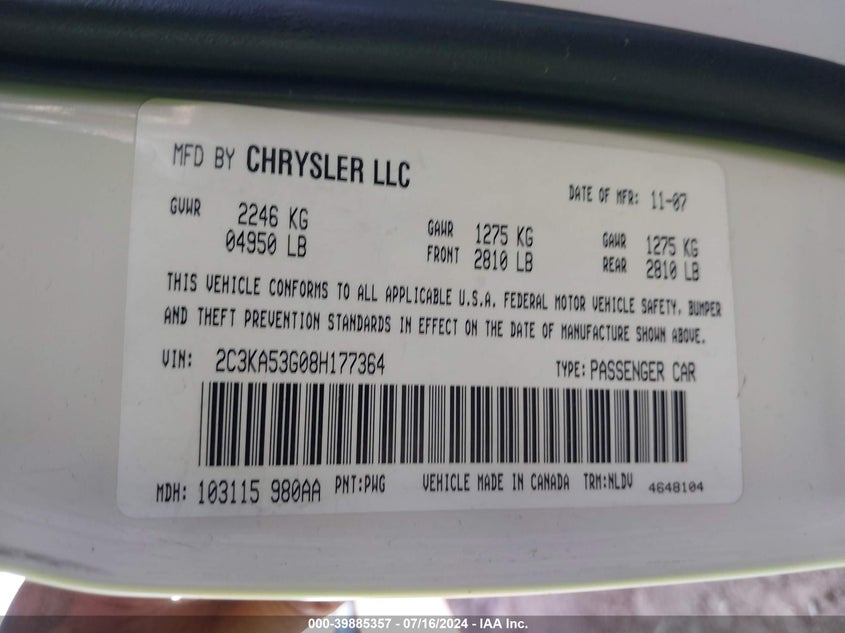 MFD BY CHRYSLER LLC
DATE OF MFR: 11-07
GVWR 2246 KG
04950 LB
GAWR 1275 KG
FRONT 2810 LB
GAWR 1275 KG
REAR 2810 LB
THIS VEHICLE CONFORMS TO ALL APPLICABLE U.S.A. FEDERAL MOTOR VEHICLE SAFETY, BUMPER
AND THEFT PREVENTION STANDARDS IN EFFECT ON THE DATE OF MANUFACTURE SHOWN ABOVE.
VIN: 2C3KA53G08H177364 TYPE: PASSENGER CAR
MDH: 103115 980AA PNT:PWG VEHICLE MADE IN CANADA TRM:NLDV 4648104
000-39885357 - 07/16/2024 - IAA Inc.